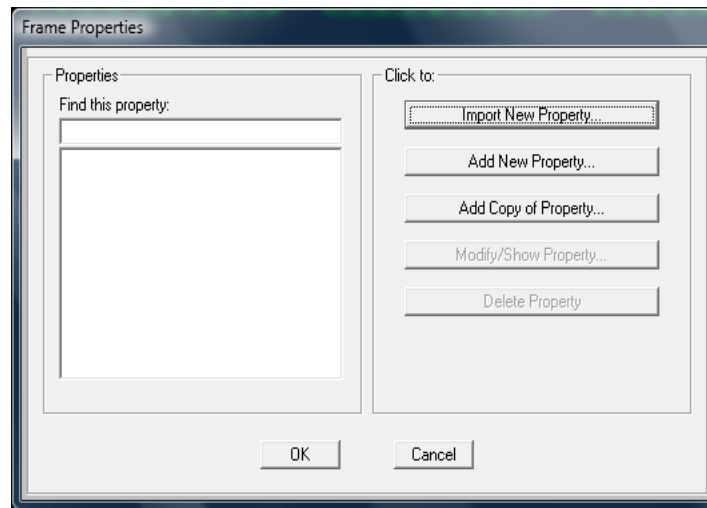 Frame Properties
Properties
Find this property:
Click to:
Import New Property...
Add New Property...
Add Copy of Property...
Modify/Show Property...
Delete Property
OK
Cancel